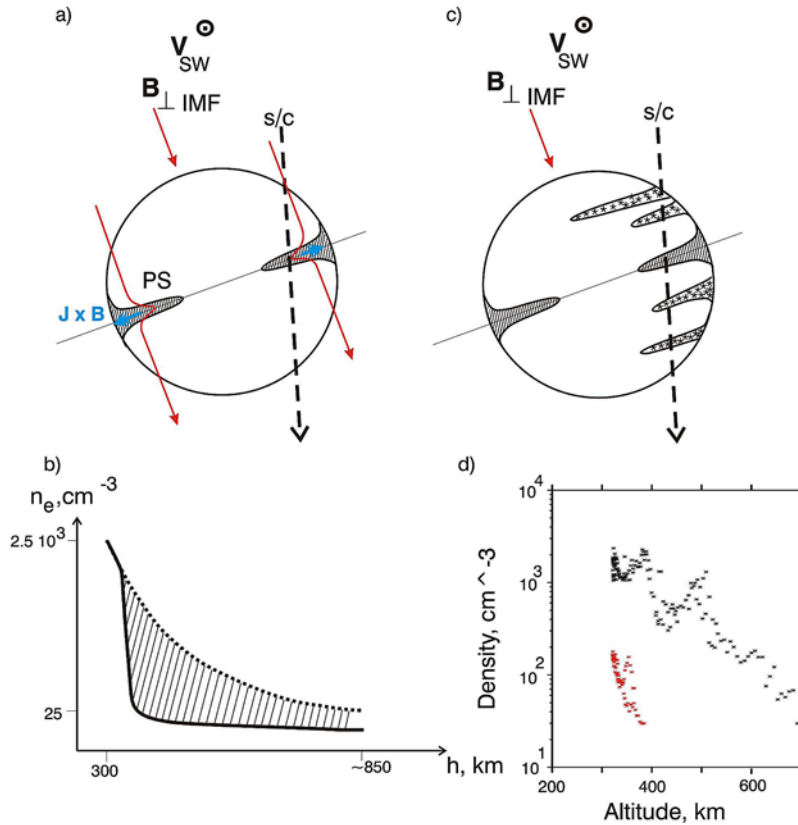 a)
V SW ⊙
B ⊥ IMF
s/c
PS
J x B
c)
V SW ⊙
B ⊥ IMF
s/c
b)
n e ,cm -3
2.5 10 3
25
300
~850
h, km
d)
Density, cm^-3
10 4
10 3
10 2
10 1
200
400
600
Altitude, km